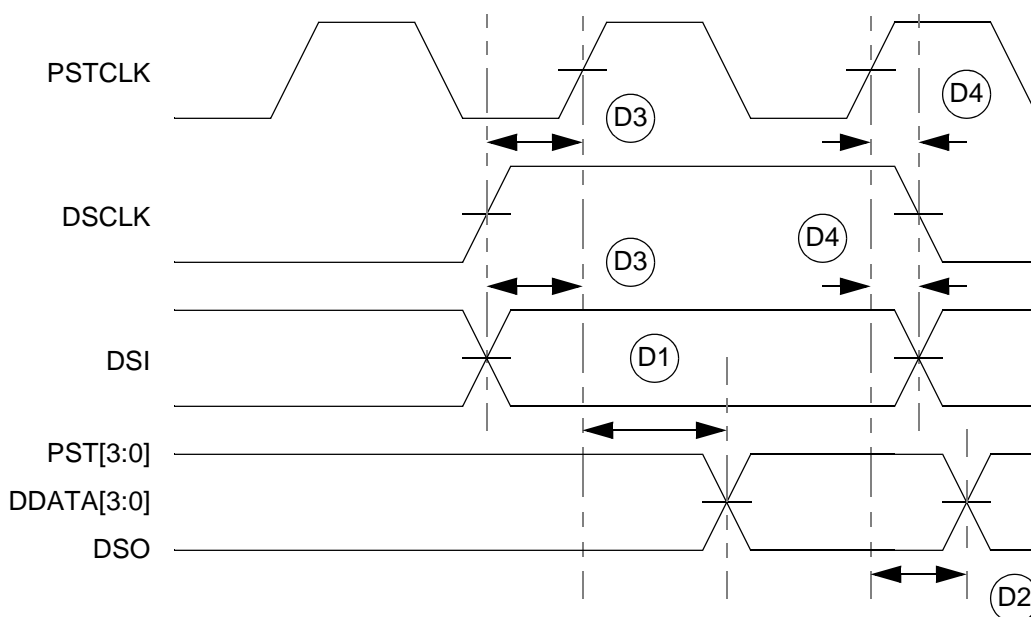 PSTCLK
D3
D4
DSCLK
D3
D4
DSI
D1
PST[3:0]
DDATA[3:0]
DSO
D2